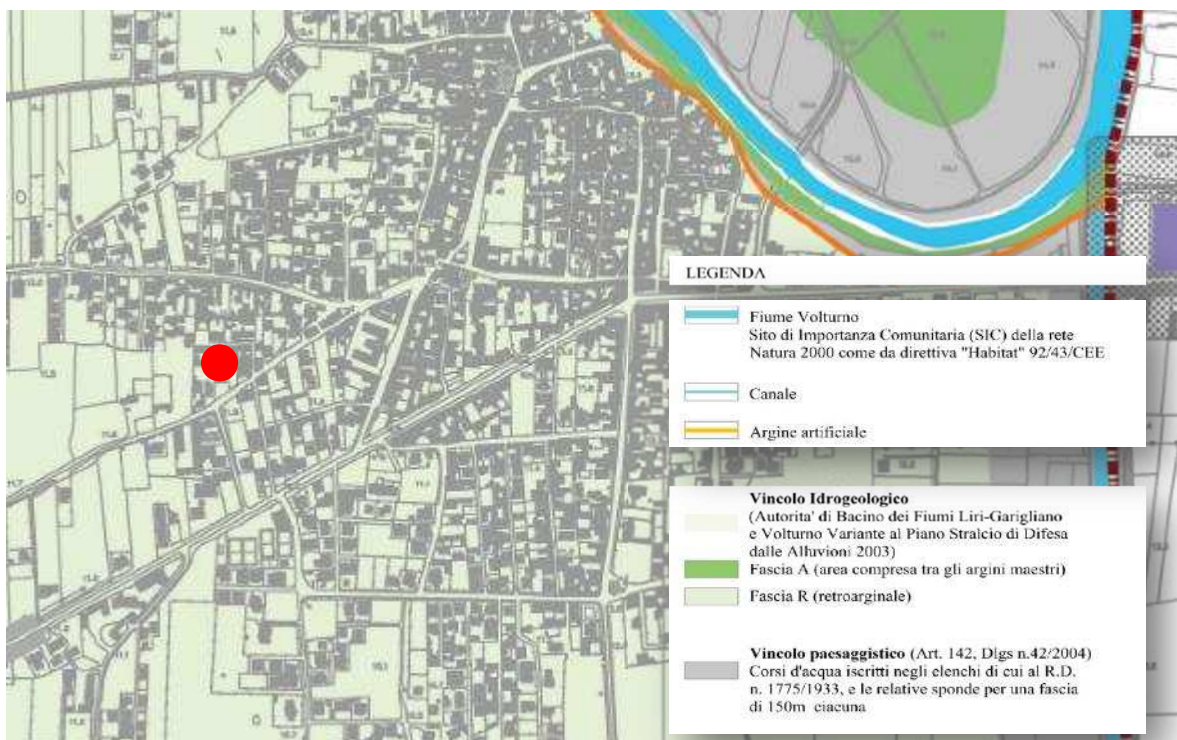 LEGENDA
Fiume Volturno
Sito di Importanza Comunitaria (SIC) della rete
Natura 2000 come da direttiva "Habitat" 92/43/CEE
Canale
Argine artificiale
Vincolo Idrogeologico
(Autorita' di Bacino dei Fiumi Liri-Garigliano
e Volturno Variante al Piano Stralcio di Difesa
dalle Alluvioni 2003)
Fascia A (area compresa tra gli argini maestri)
Fascia R (retroarginale)
Vincolo paesaggistico (Art. 142, Dlgs n.42/2004)
Corsi d'acqua iscritti negli elenchi di cui al R.D.
n. 1775/1933, e le relative sponde per una fascia
di 150m ciacuna